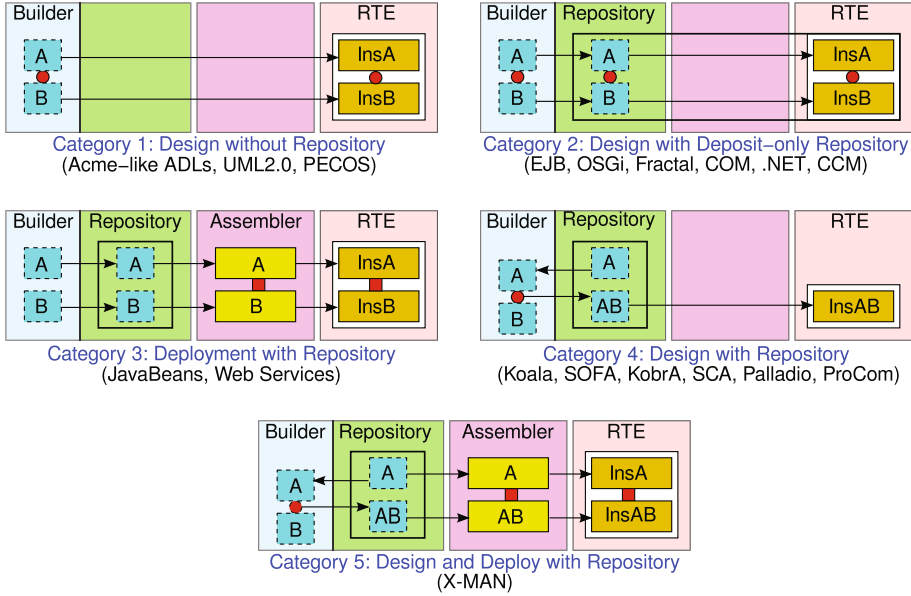 Builder RTE
A InsA
B InsB
Category 1: Design without Repository
(Acme-like ADLs, UML2.0, PECOS)
Builder Repository RTE
A A InsA
B B InsB
Category 2: Design with Deposit-only Repository
(EJB, OSGi, Fractal, COM, .NET, CCM)
Builder Repository Assembler RTE
A A A InsA
B B B InsB
Category 3: Deployment with Repository
(JavaBeans, Web Services)
Builder Repository RTE
A A
B AB InsAB
Category 4: Design with Repository
(Koala, SOFA, KobrA, SCA, Palladio, ProCom)
Builder Repository Assembler RTE
A A A InsA
B AB AB InsAB
Category 5: Design and Deploy with Repository
(X-MAN)